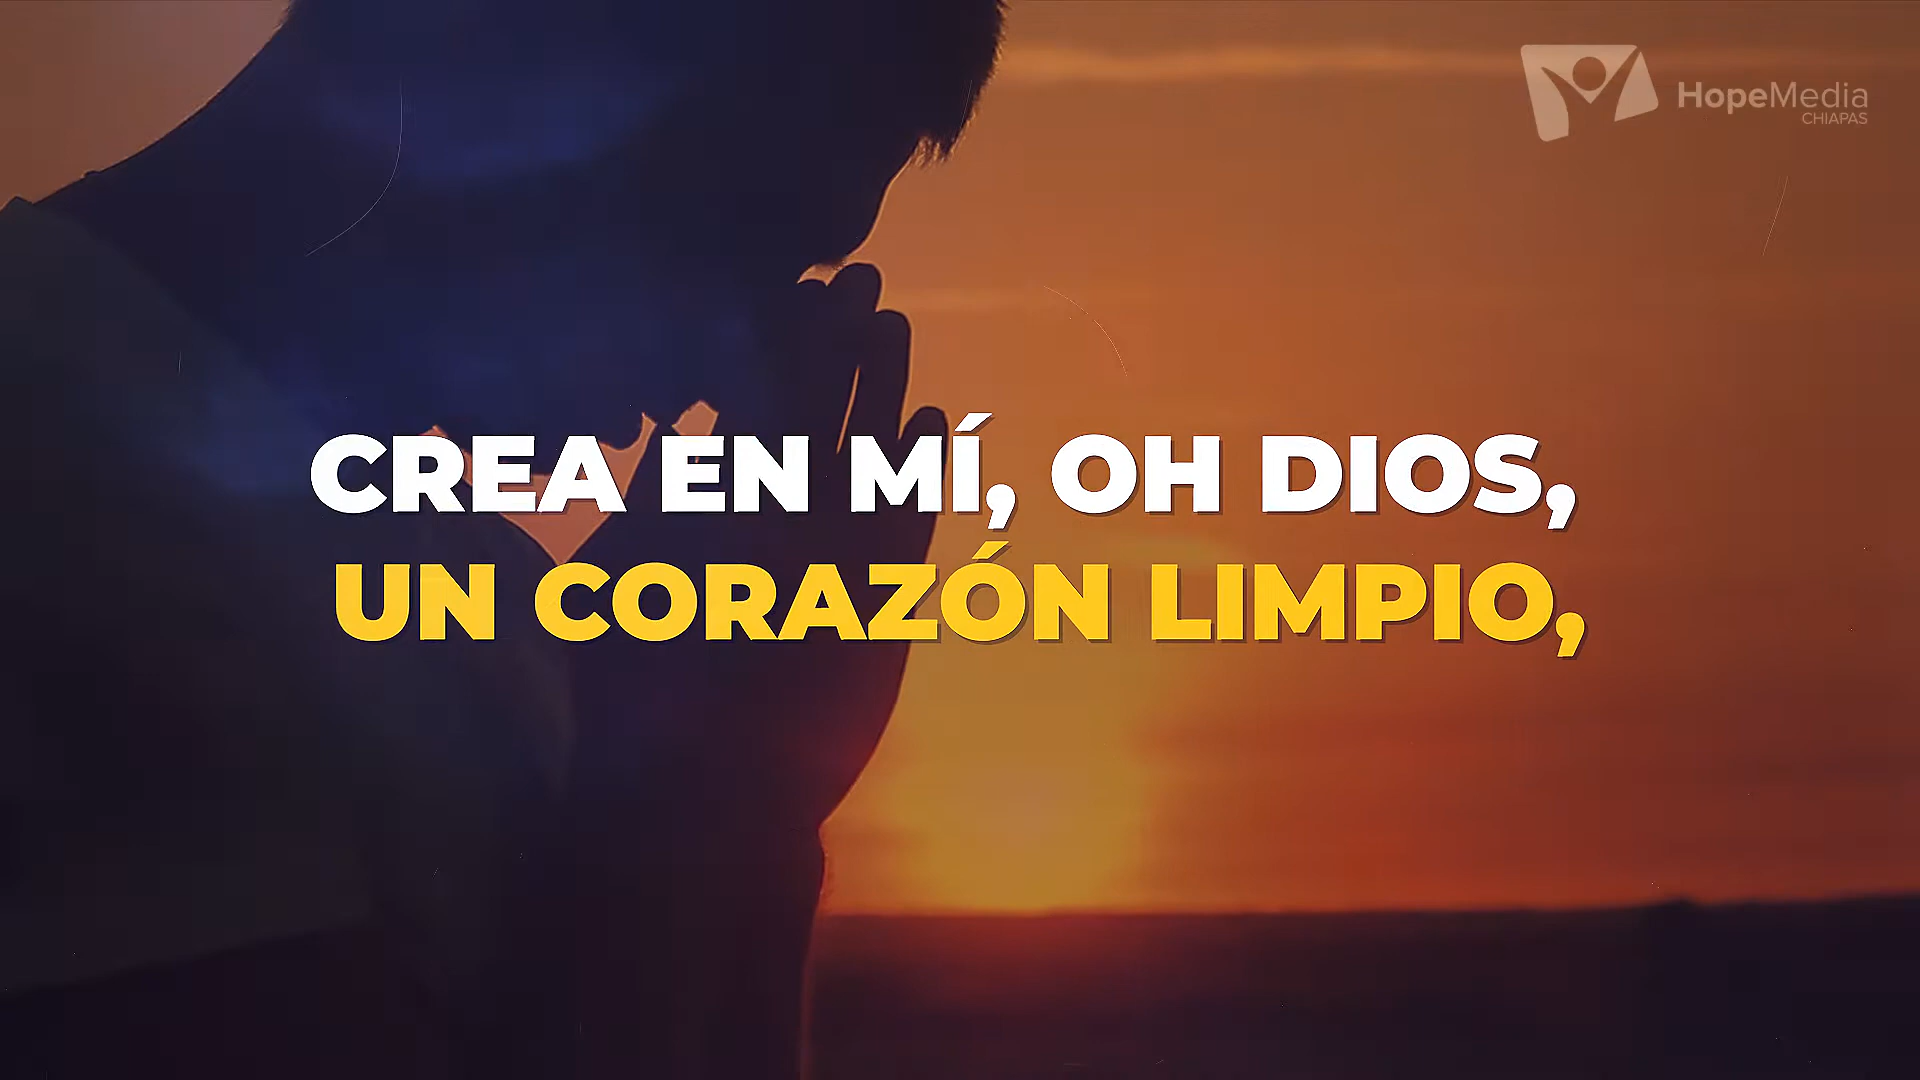 HopeMedia
CHIAPAS
CREA EN MÍ, OH DIOS,
UN CORAZÓN LIMPIO,